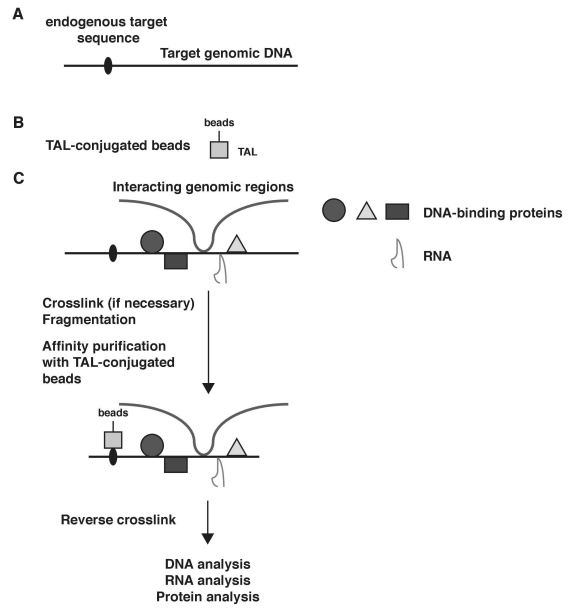 A
endogenous target
sequence
Target genomic DNA
B
TAL-conjugated beads
beads
TAL
C
Interacting genomic regions
DNA-binding proteins
RNA
Crosslink (if necessary)
Fragmentation
Affinity purification
with TAL-conjugated
beads
beads
Reverse crosslink
DNA analysis
RNA analysis
Protein analysis